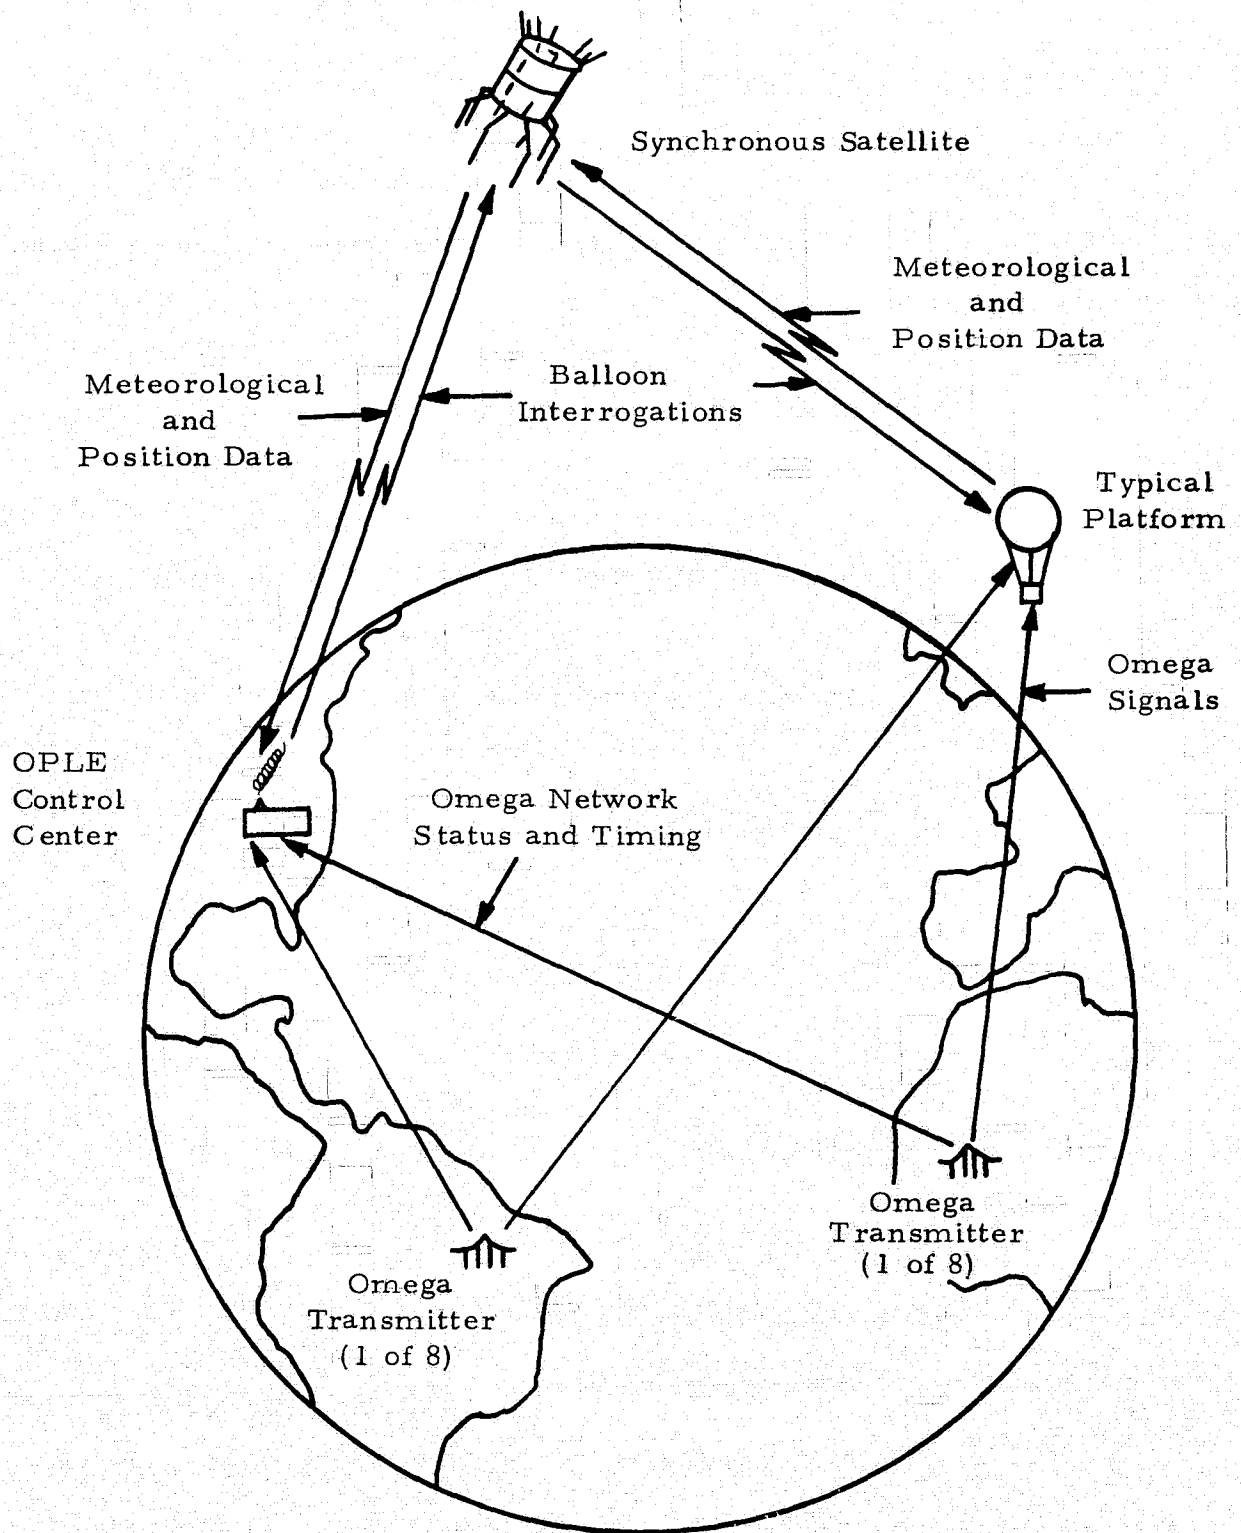 Synchronous Satellite
Meteorological
and
Position Data
Balloon
Interrogations
Meteorological
and
Position Data
Typical
Platform
Omega
Signals
OPLE
Control
Center
Omega Network
Status and Timing
Omega
Transmitter
(1 of 8)
Omega
Transmitter
(1 of 8)